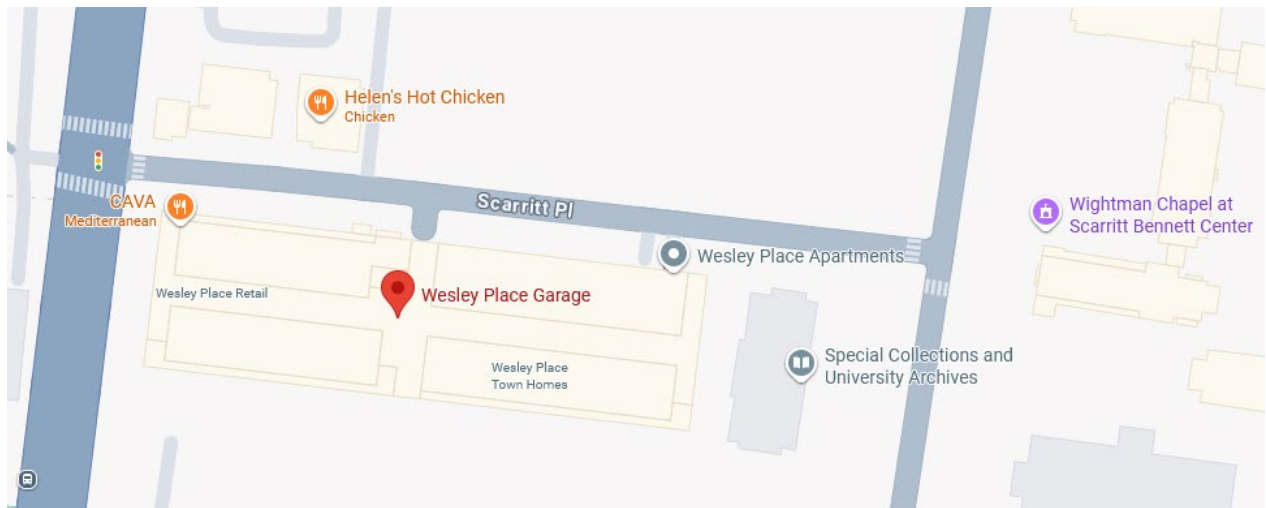 Helen's Hot Chicken
Chicken
Scarritt Pl
CAVA
Mediterranean
Wightman Chapel at
Scarritt Bennett Center
Wesley Place Apartments
Wesley Place Retail
Wesley Place Garage
Special Collections and
University Archives
Wesley Place
Town Homes